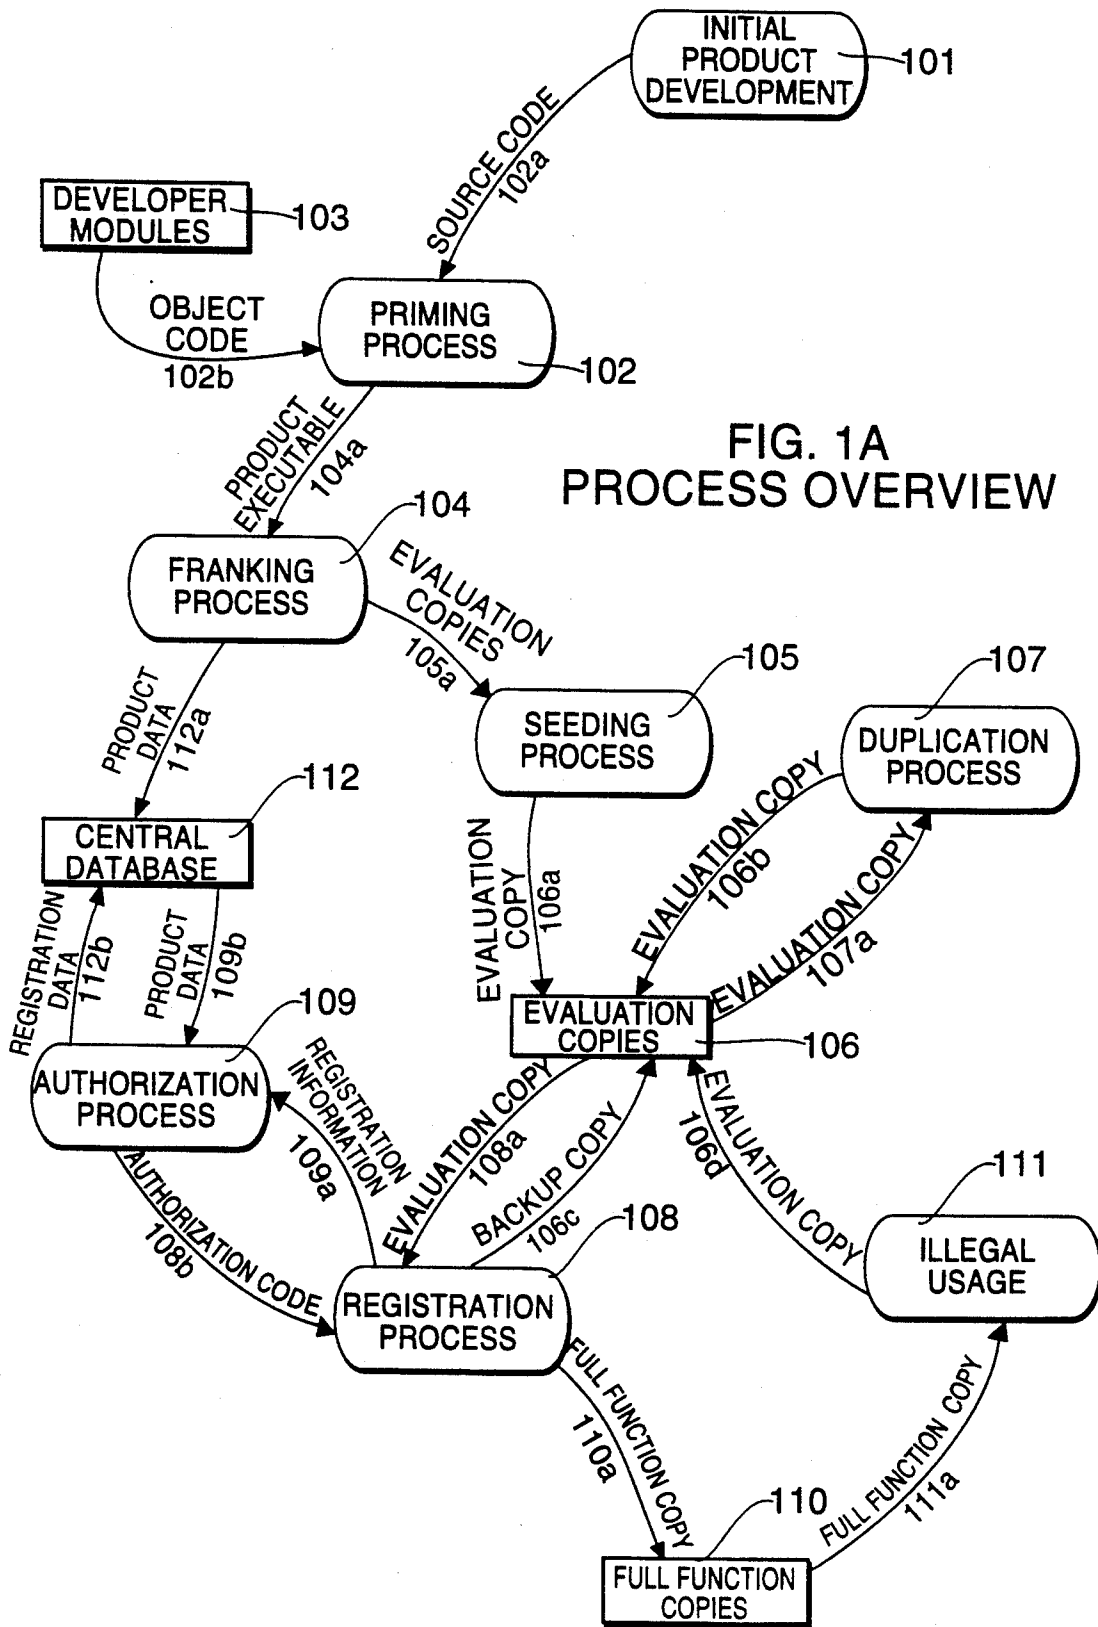 INITIAL
PRODUCT
DEVELOPMENT
101
SOURCE CODE
102a
DEVELOPER
MODULES
103
OBJECT
CODE
102b
PRIMING
PROCESS
102
PRODUCT
EXECUTABLE
104a
FIG. 1A
PROCESS OVERVIEW
104
FRANKING
PROCESS
EVALUATION
COPIES
105a
105
SEEDING
PROCESS
107
DUPLICATION
PROCESS
PRODUCT
DATA
112a
112
CENTRAL
DATABASE
EVALUATION
COPY
106a
EVALUATION COPY
106b
EVALUATION COPY
107a
REGISTRATION
DATA
112b
PRODUCT
DATA
109b
EVALUATION
COPIES
106
109
AUTHORIZATION
PROCESS
REGISTRATION
INFORMATION
109a
EVALUATION COPY
108a
BACKUP COPY
106c
EVALUATION COPY
106d
111
ILLEGAL
USAGE
AUTHORIZATION CODE
108b
108
REGISTRATION
PROCESS
FULL FUNCTION COPY
110a
FULL FUNCTION COPY
111a
110
FULL FUNCTION
COPIES